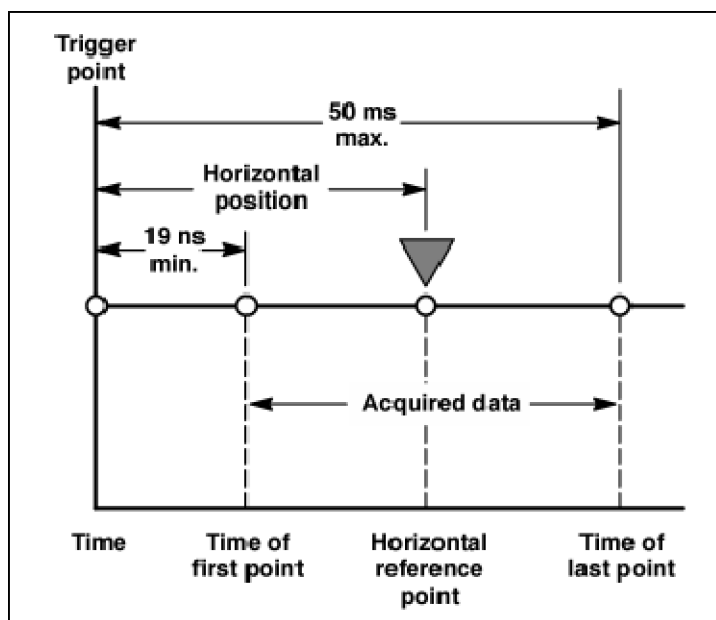 Trigger
point
50 ms
max.
Horizontal
position
19 ns
min.
Acquired data
Time
Time of
first point
Horizontal
reference
point
Time of
last point